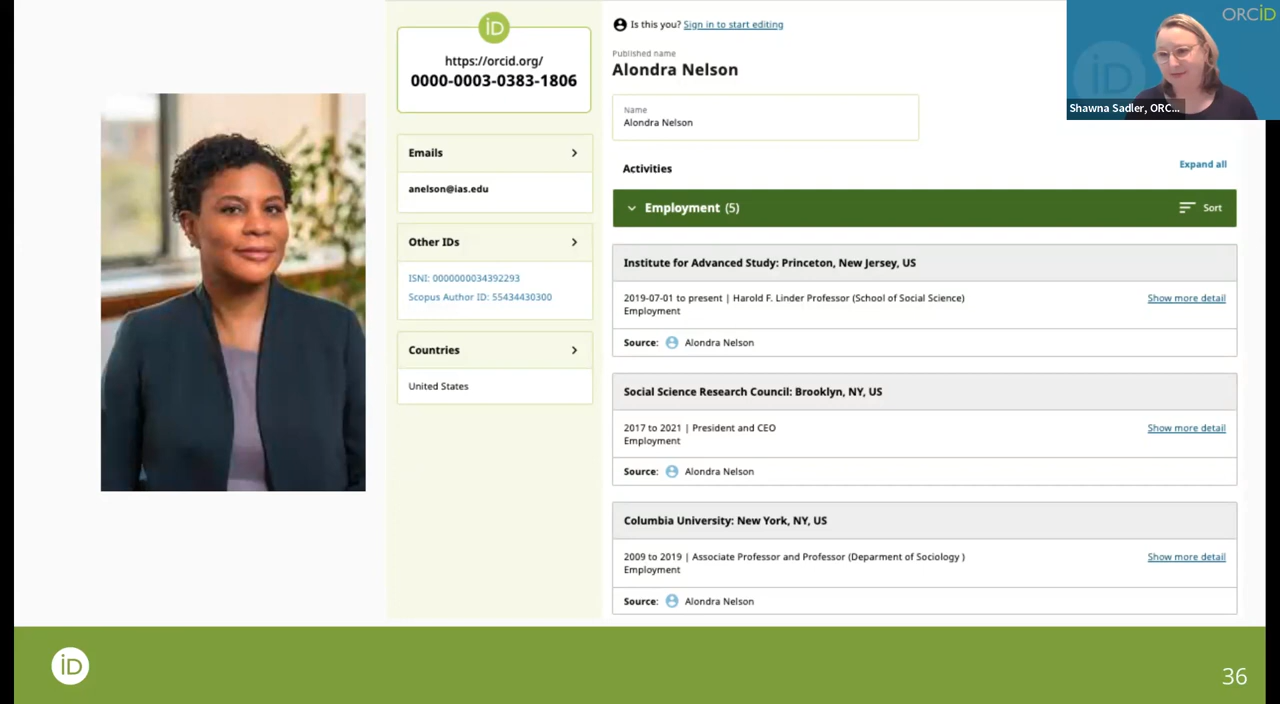 iD
https://orcid.org/
0000-0003-0383-1806
Emails
anelson@ias.edu
Other IDs
ISNI: 0000000034392293
Scopus Author ID: 55434430300
Countries
United States
Is this you? Sign in to start editing
Published name
Alondra Nelson
Name
Alondra Nelson
Activities
Expand all
Employment (5)
Sort
Institute for Advanced Study: Princeton, New Jersey, US
2019-07-01 to present | Harold F. Linder Professor (School of Social Science)
Employment
Show more detail
Source: Alondra Nelson
Social Science Research Council: Brooklyn, NY, US
2017 to 2021 | President and CEO
Employment
Show more detail
Source: Alondra Nelson
Columbia University: New York, NY, US
2009 to 2019 | Associate Professor and Professor (Deparment of Sociology )
Employment
Show more detail
Source: Alondra Nelson
ORCiD
iD
Shawna Sadler, ORC...
iD
36